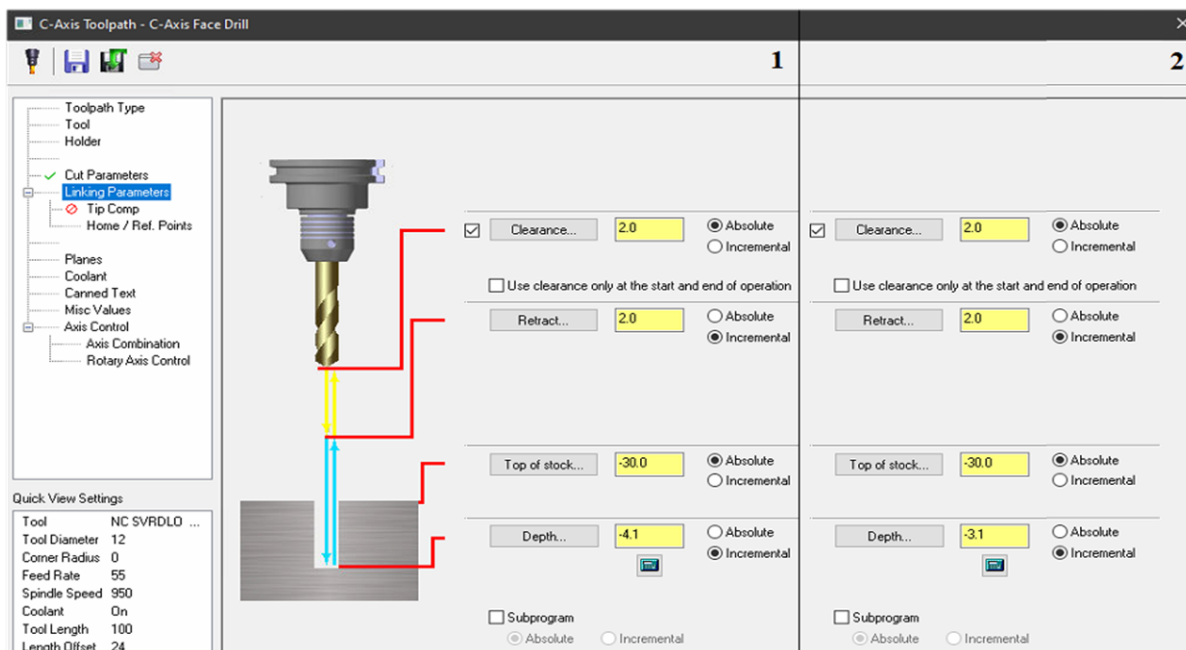 C-Axis Toolpath - C-Axis Face Drill
1
2
Toolpath Type
Tool
Holder
Cut Parameters
Linking Parameters
Tip Comp
Home / Ref. Points
Planes
Coolant
Canned Text
Misc Values
Axis Control
Axis Combination
Rotary Axis Control
Quick View Settings
Tool NC SVRDLO ...
Tool Diameter 12
Corner Radius 0
Feed Rate 55
Spindle Speed 950
Coolant On
Tool Length 100
Length Offset 24
Clearance... 2.0 Absolute
Incremental
Use clearance only at the start and end of operation
Retract... 2.0 Absolute
Incremental
Top of stock... -30.0 Absolute
Incremental
Depth... -4.1 Absolute
Incremental
Subprogram
Absolute Incremental
Clearance... 2.0 Absolute
Incremental
Use clearance only at the start and end of operation
Retract... 2.0 Absolute
Incremental
Top of stock... -30.0 Absolute
Incremental
Depth... -3.1 Absolute
Incremental
Subprogram
Absolute Incremental